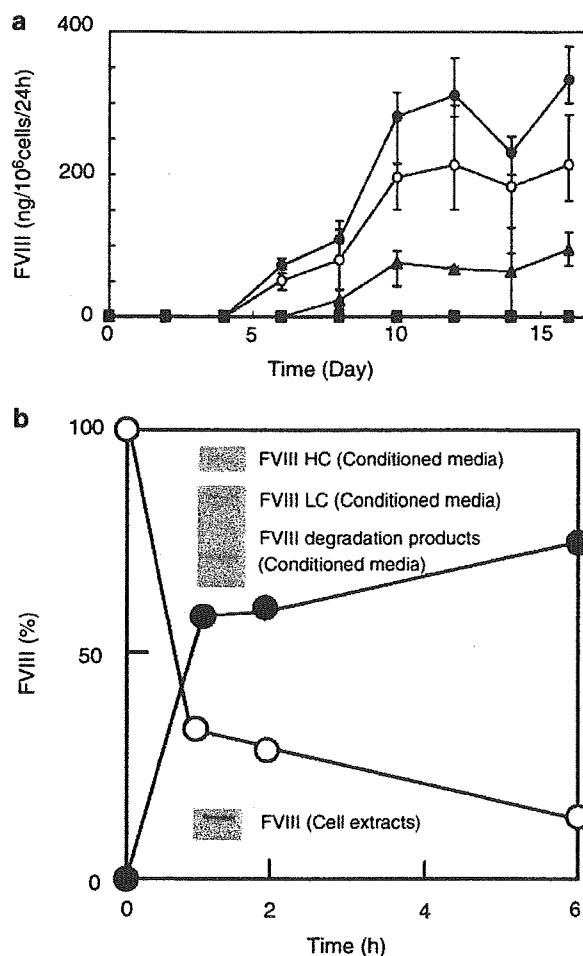 a
FVIII (ng/10⁶cells/24h)
400
200
0
0
5
10
15
Time (Day)
b
FVIII (%)
100
50
0
FVIII HC (Conditioned media)
FVIII LC (Conditioned media)
FVIII degradation products
(Conditioned media)
FVIII (Cell extracts)
0
2
4
6
Time (h)